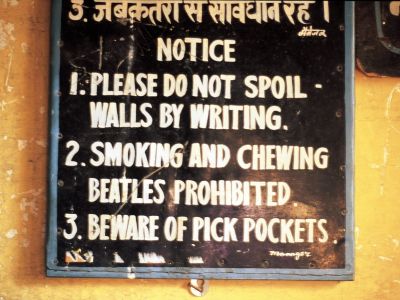 3. जेबकतरों से सावधान रहें।
मैनेजर
NOTICE
1. PLEASE DO NOT SPOIL -
WALLS BY WRITING.
2. SMOKING AND CHEWING
BEATLES PROHIBITED.
3. BEWARE OF PICK POCKETS.
manager